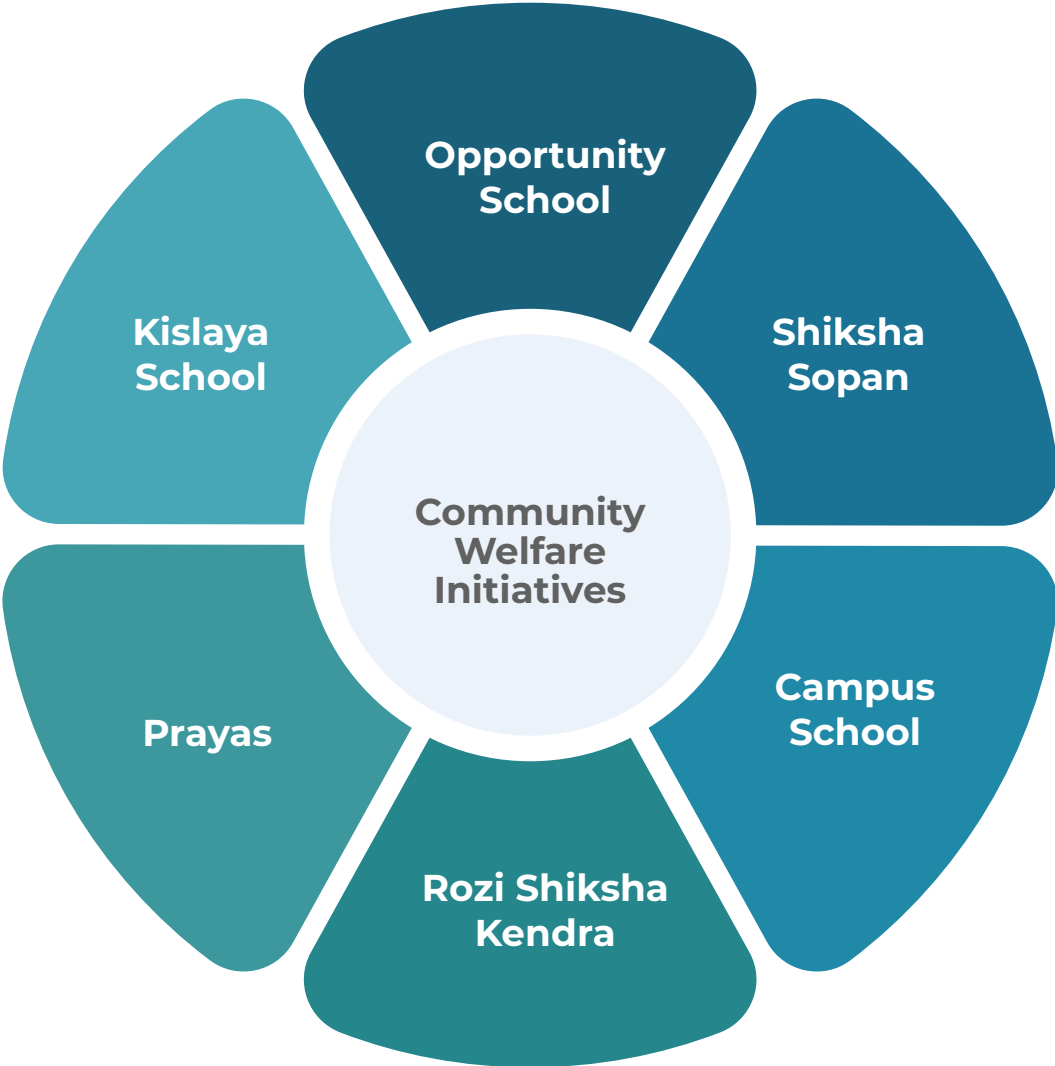 Opportunity
School
Shiksha
Sopan
Campus
School
Rozi Shiksha
Kendra
Prayas
Kislaya
School
Community
Welfare
Initiatives